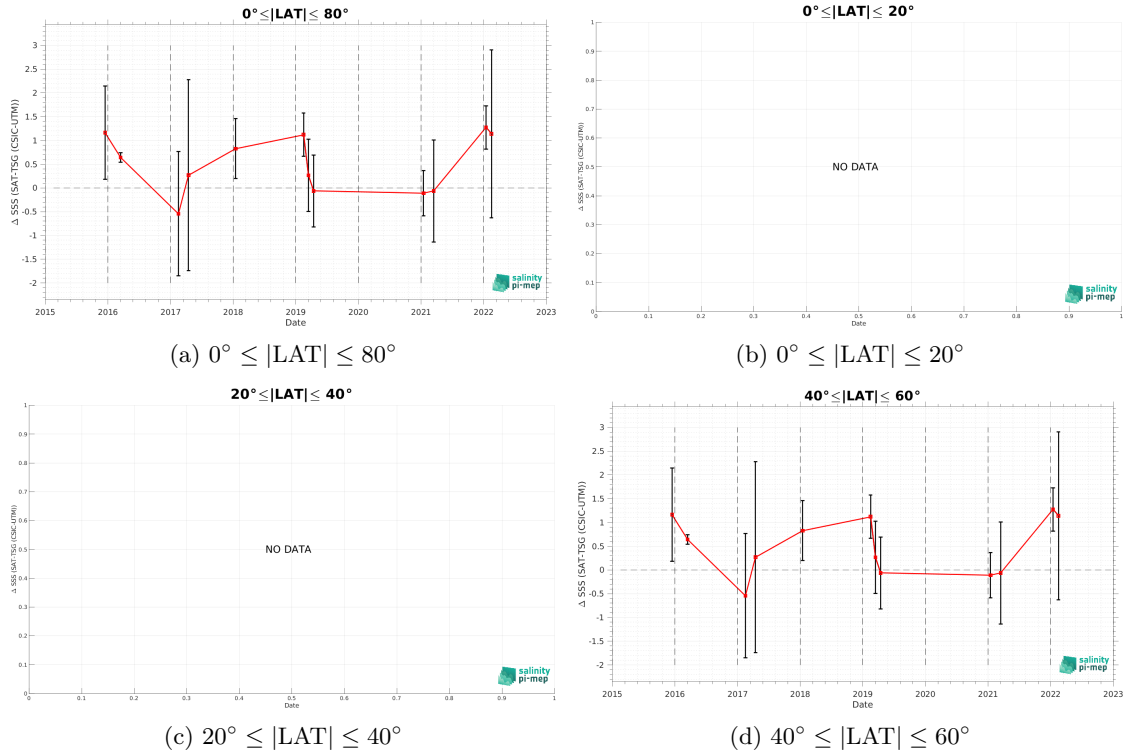 0°≤|LAT|≤ 80°
Δ SSS (SAT-TSG (CSIC-UTM))
3
2.5
2
1.5
1
0.5
0
-0.5
-1
-1.5
-2
salinity
pi-mep
2015 2016 2017 2018 2019 2020 2021 2022 2023
Date
(a) 0° ≤ |LAT| ≤ 80°
0°≤|LAT|≤ 20°
Δ SSS (SAT-TSG (CSIC-UTM))
1
0.9
0.8
0.7
0.6
0.5
0.4
0.3
0.2
0.1
0
NO DATA
salinity
pi-mep
0 0.1 0.2 0.3 0.4 0.5 0.6 0.7 0.8 0.9 1
Date
(b) 0° ≤ |LAT| ≤ 20°
20°≤|LAT|≤ 40°
Δ SSS (SAT-TSG (CSIC-UTM))
1
0.9
0.8
0.7
0.6
0.5
0.4
0.3
0.2
0.1
0
NO DATA
salinity
pi-mep
0 0.1 0.2 0.3 0.4 0.5 0.6 0.7 0.8 0.9 1
Date
(c) 20° ≤ |LAT| ≤ 40°
40°≤|LAT|≤ 60°
Δ SSS (SAT-TSG (CSIC-UTM))
3
2.5
2
1.5
1
0.5
0
-0.5
-1
-1.5
-2
salinity
pi-mep
2015 2016 2017 2018 2019 2020 2021 2022 2023
Date
(d) 40° ≤ |LAT| ≤ 60°